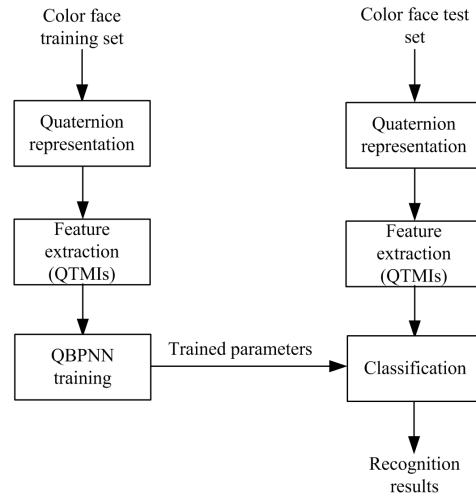 Color face
training set
Quaternion
representation
Feature
extraction
(QTMIs)
QBPNN
training
Trained parameters
Color face test
set
Quaternion
representation
Feature
extraction
(QTMIs)
Classification
Recognition
results